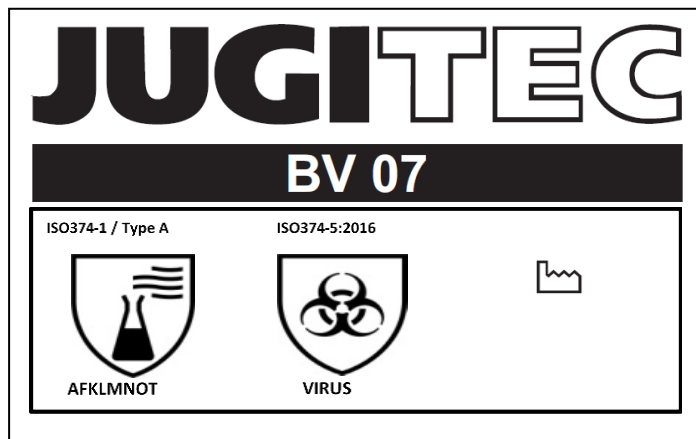 JUGITEC
BV 07
ISO374-1 / Type A
ISO374-5:2016
AFKLMNOT
VIRUS